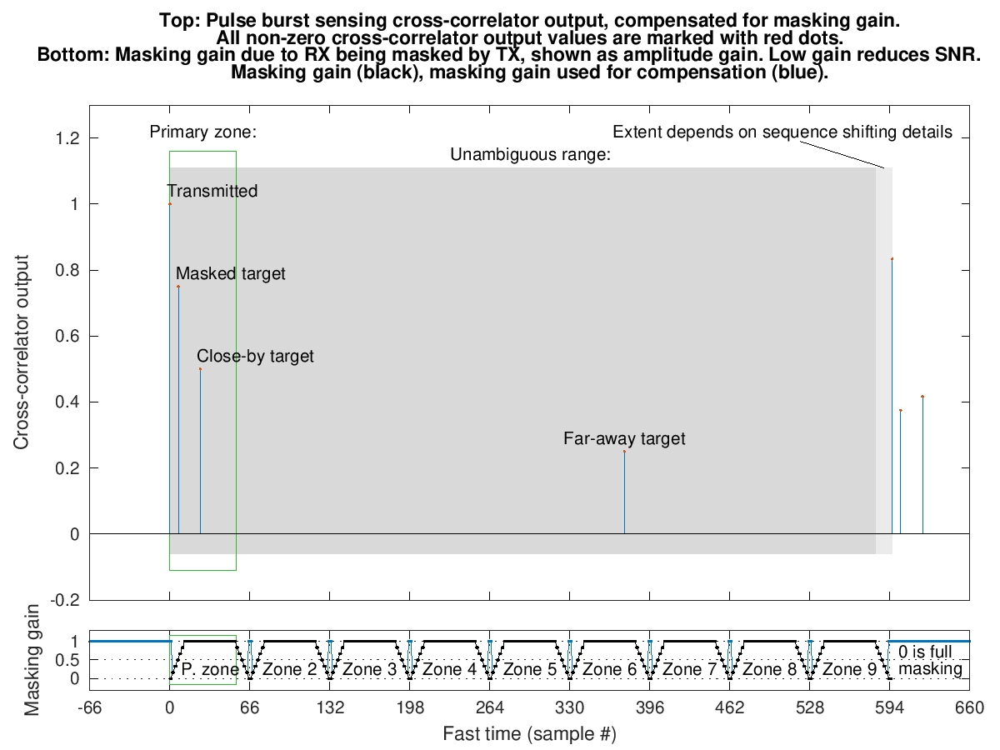 Top: Pulse burst sensing cross-correlator output, compensated for masking gain.
All non-zero cross-correlator output values are marked with red dots.
Bottom: Masking gain due to RX being masked by TX, shown as amplitude gain. Low gain reduces SNR.
Masking gain (black), masking gain used for compensation (blue).
Primary zone:
Extent depends on sequence shifting details
Unambiguous range:
Transmitted
Masked target
Close-by target
Far-away target
Cross-correlator output
1.2
1
0.8
0.6
0.4
0.2
0
-0.2
Masking gain
1
0.5
0
P. zone
Zone 2
Zone 3
Zone 4
Zone 5
Zone 6
Zone 7
Zone 8
Zone 9
0 is full
masking
-66 0 66 132 198 264 330 396 462 528 594 660
Fast time (sample #)